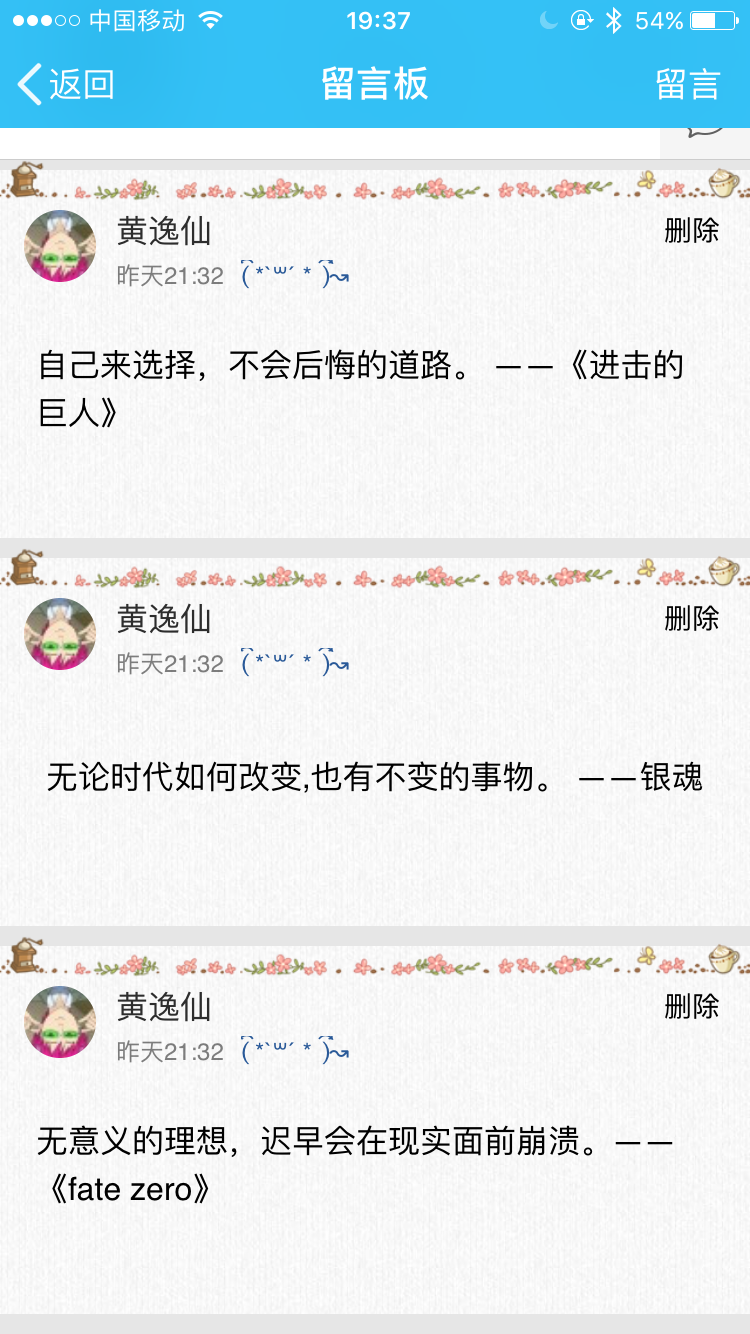 中国移动 19:37 54%
返回 留言板 留言
黄逸仙 删除
昨天21:32 (*`ω´*)↝
自己来选择，不会后悔的道路。 ——《进击的
巨人》
黄逸仙 删除
昨天21:32 (*`ω´*)↝
无论时代如何改变,也有不变的事物。 ——银魂
黄逸仙 删除
昨天21:32 (*`ω´*)↝
无意义的理想，迟早会在现实面前崩溃。——
《fate zero》